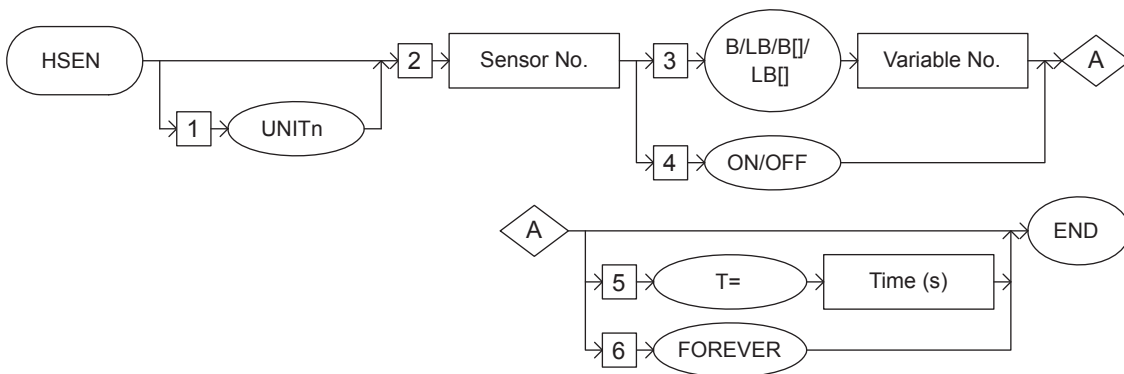 HSEN
2
Sensor No.
3
B/LB/B[]/
LB[]
Variable No.
A
1
UNITn
4
ON/OFF
A
END
5
T=
Time (s)
6
FOREVER